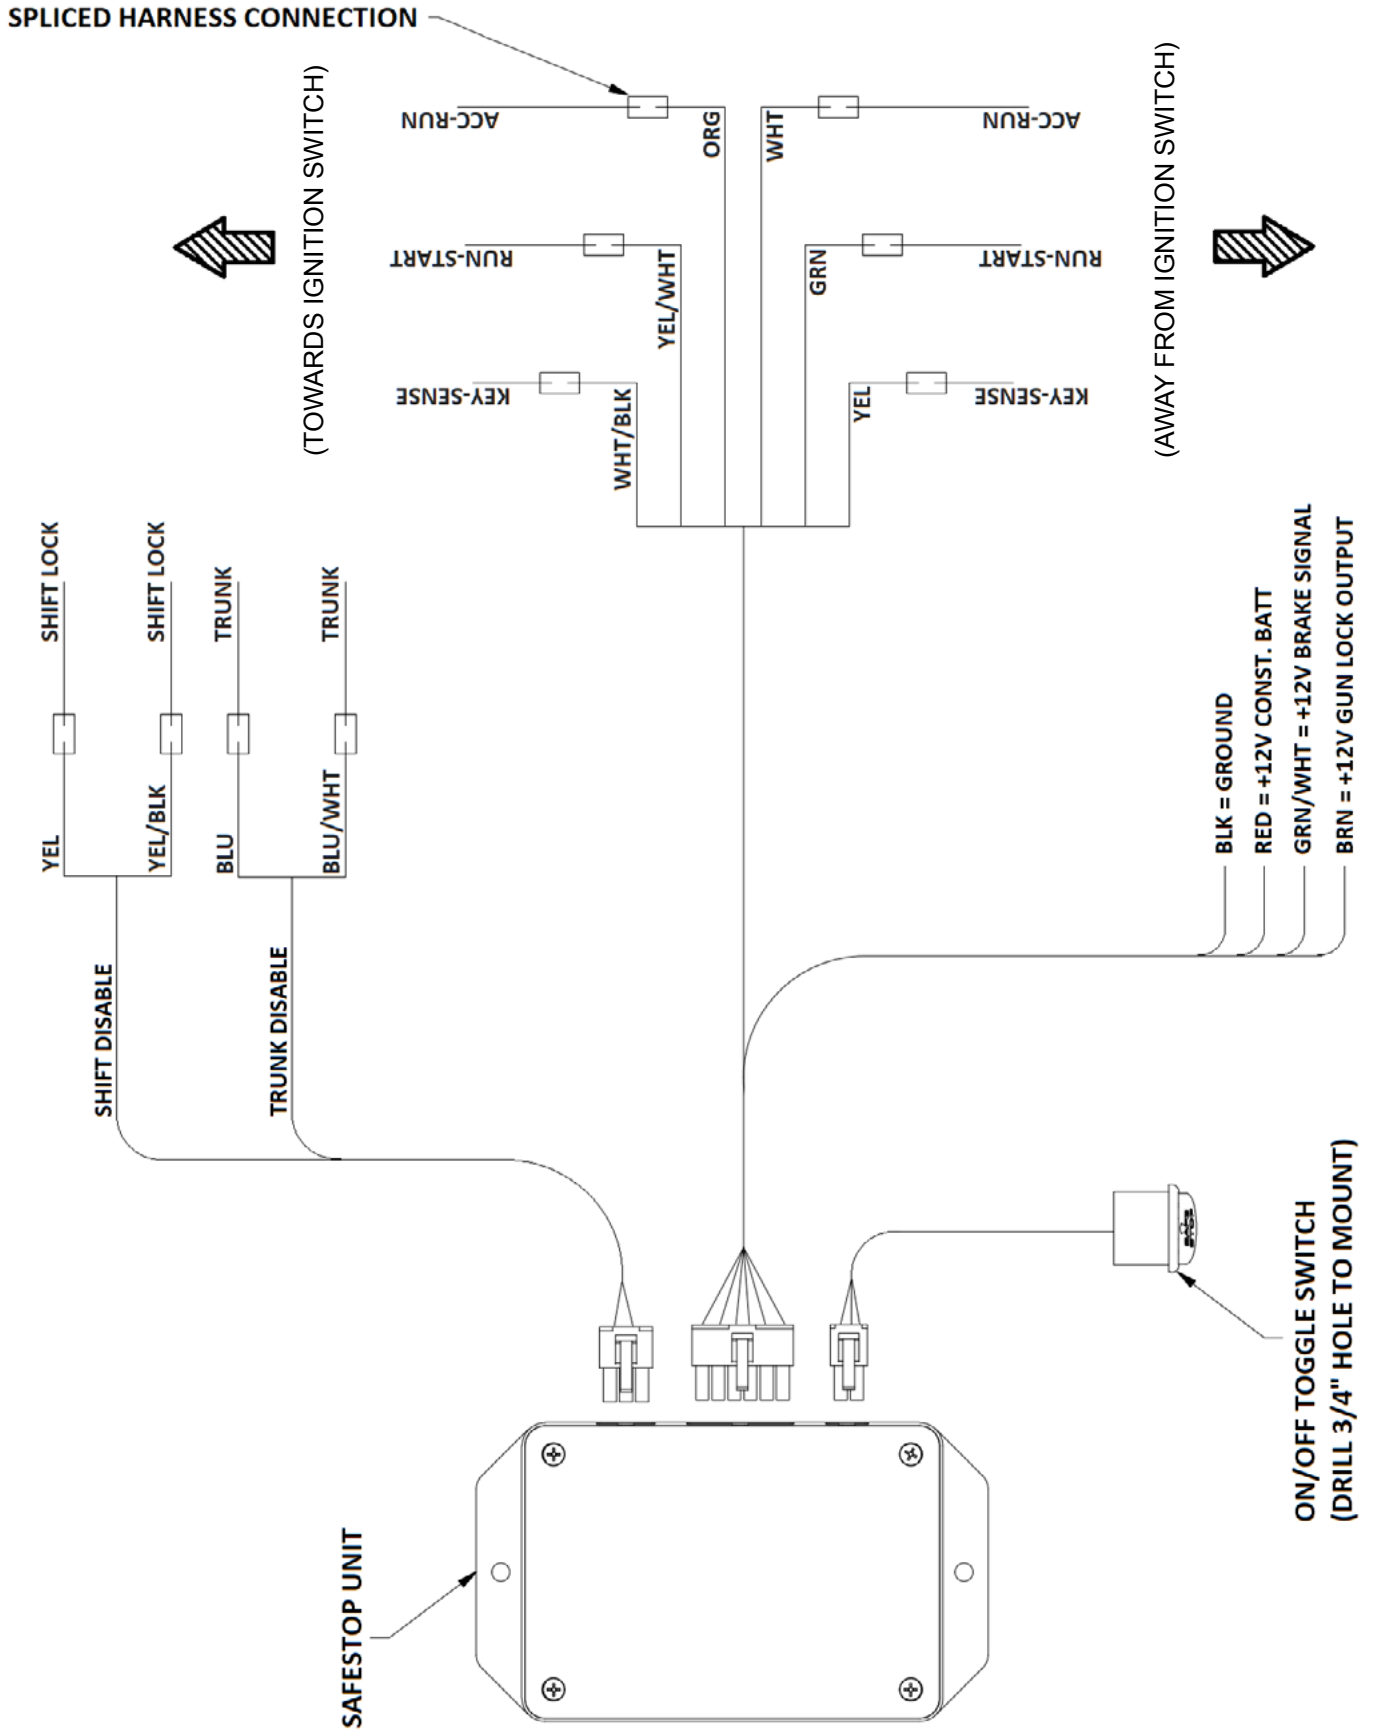 SPLICED HARNESS CONNECTION
(TOWARDS IGNITION SWITCH)
ACC-RUN
ORG
WHT
ACC-RUN
(AWAY FROM IGNITION SWITCH)
RUN-START
YEL/WHT
GRN
RUN-START
KEY-SENSE
WHT/BLK
YEL
KEY-SENSE
SHIFT LOCK
SHIFT LOCK
TRUNK
TRUNK
YEL
YEL/BLK
BLU
BLU/WHT
SHIFT DISABLE
TRUNK DISABLE
BLK = GROUND
RED = +12V CONST. BATT
GRN/WHT = +12V BRAKE SIGNAL
BRN = +12V GUN LOCK OUTPUT
SAFE
STOP
ON/OFF TOGGLE SWITCH
(DRILL 3/4" HOLE TO MOUNT)
SAFESTOP UNIT